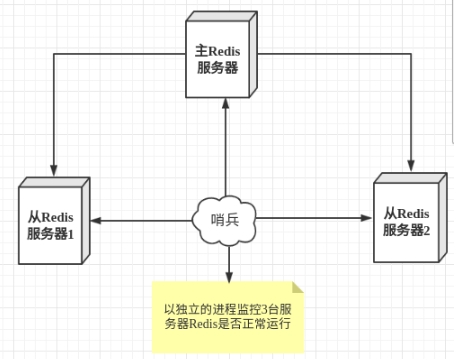 主Redis
服务器
从Redis
服务器1
哨兵
从Redis
服务器2
以独立的进程监控3台服
务器Redis是否正常运行